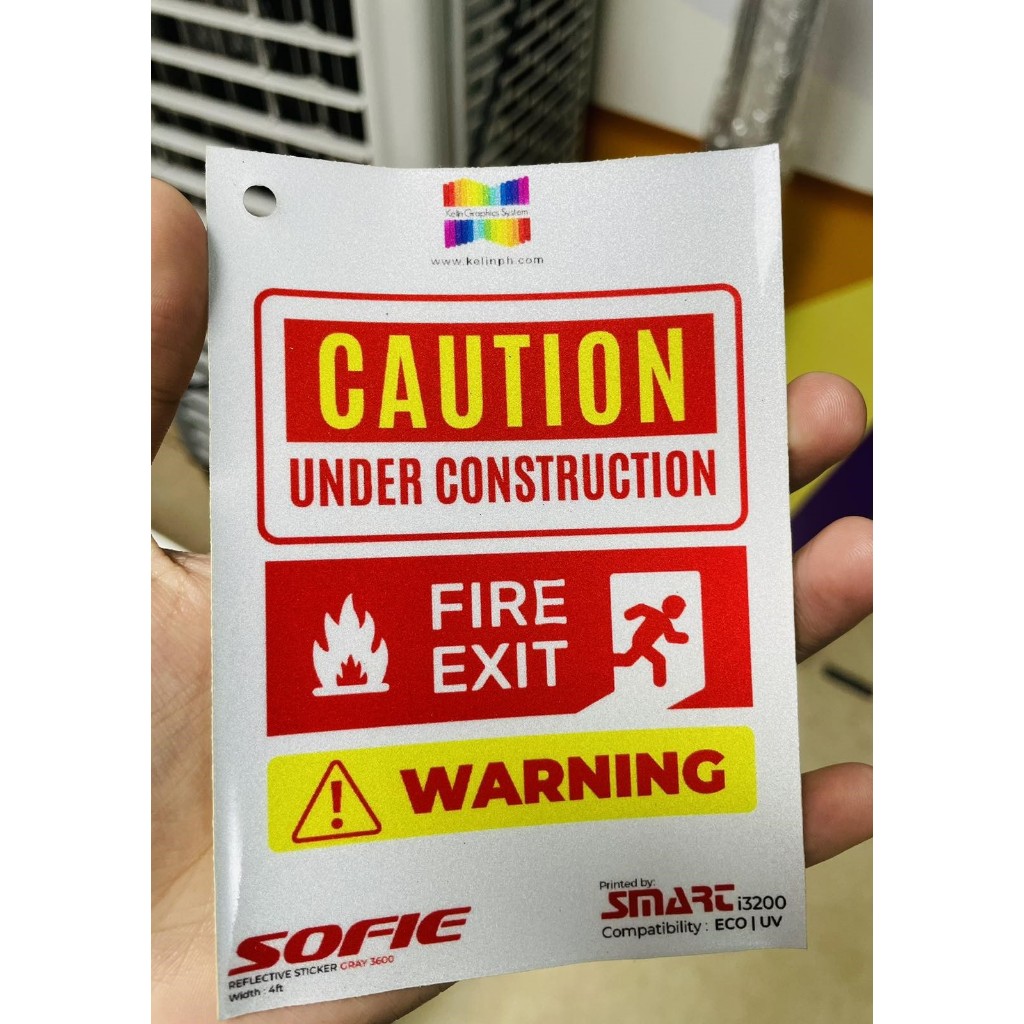 Kelin Graphics System
www.kelinph.com
CAUTION
UNDER CONSTRUCTION
FIRE
EXIT
!
WARNING
SOFIE
REFLECTIVE STICKER GRAY 3600
Width : 4ft
Printed by:
SMART i3200
Compatibility : ECO | UV